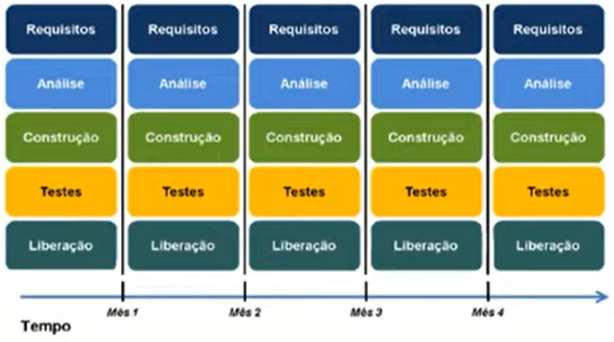 Requisitos Requisitos Requisitos Requisitos Requisitos
Análise Análise Análise Análise Análise
Construção Construção Construção Construção Construção
Testes Testes Testes Testes Testes
Liberação Liberação Liberação Liberação Liberação
Mês 1 Mês 2 Mês 3 Mês 4
Tempo